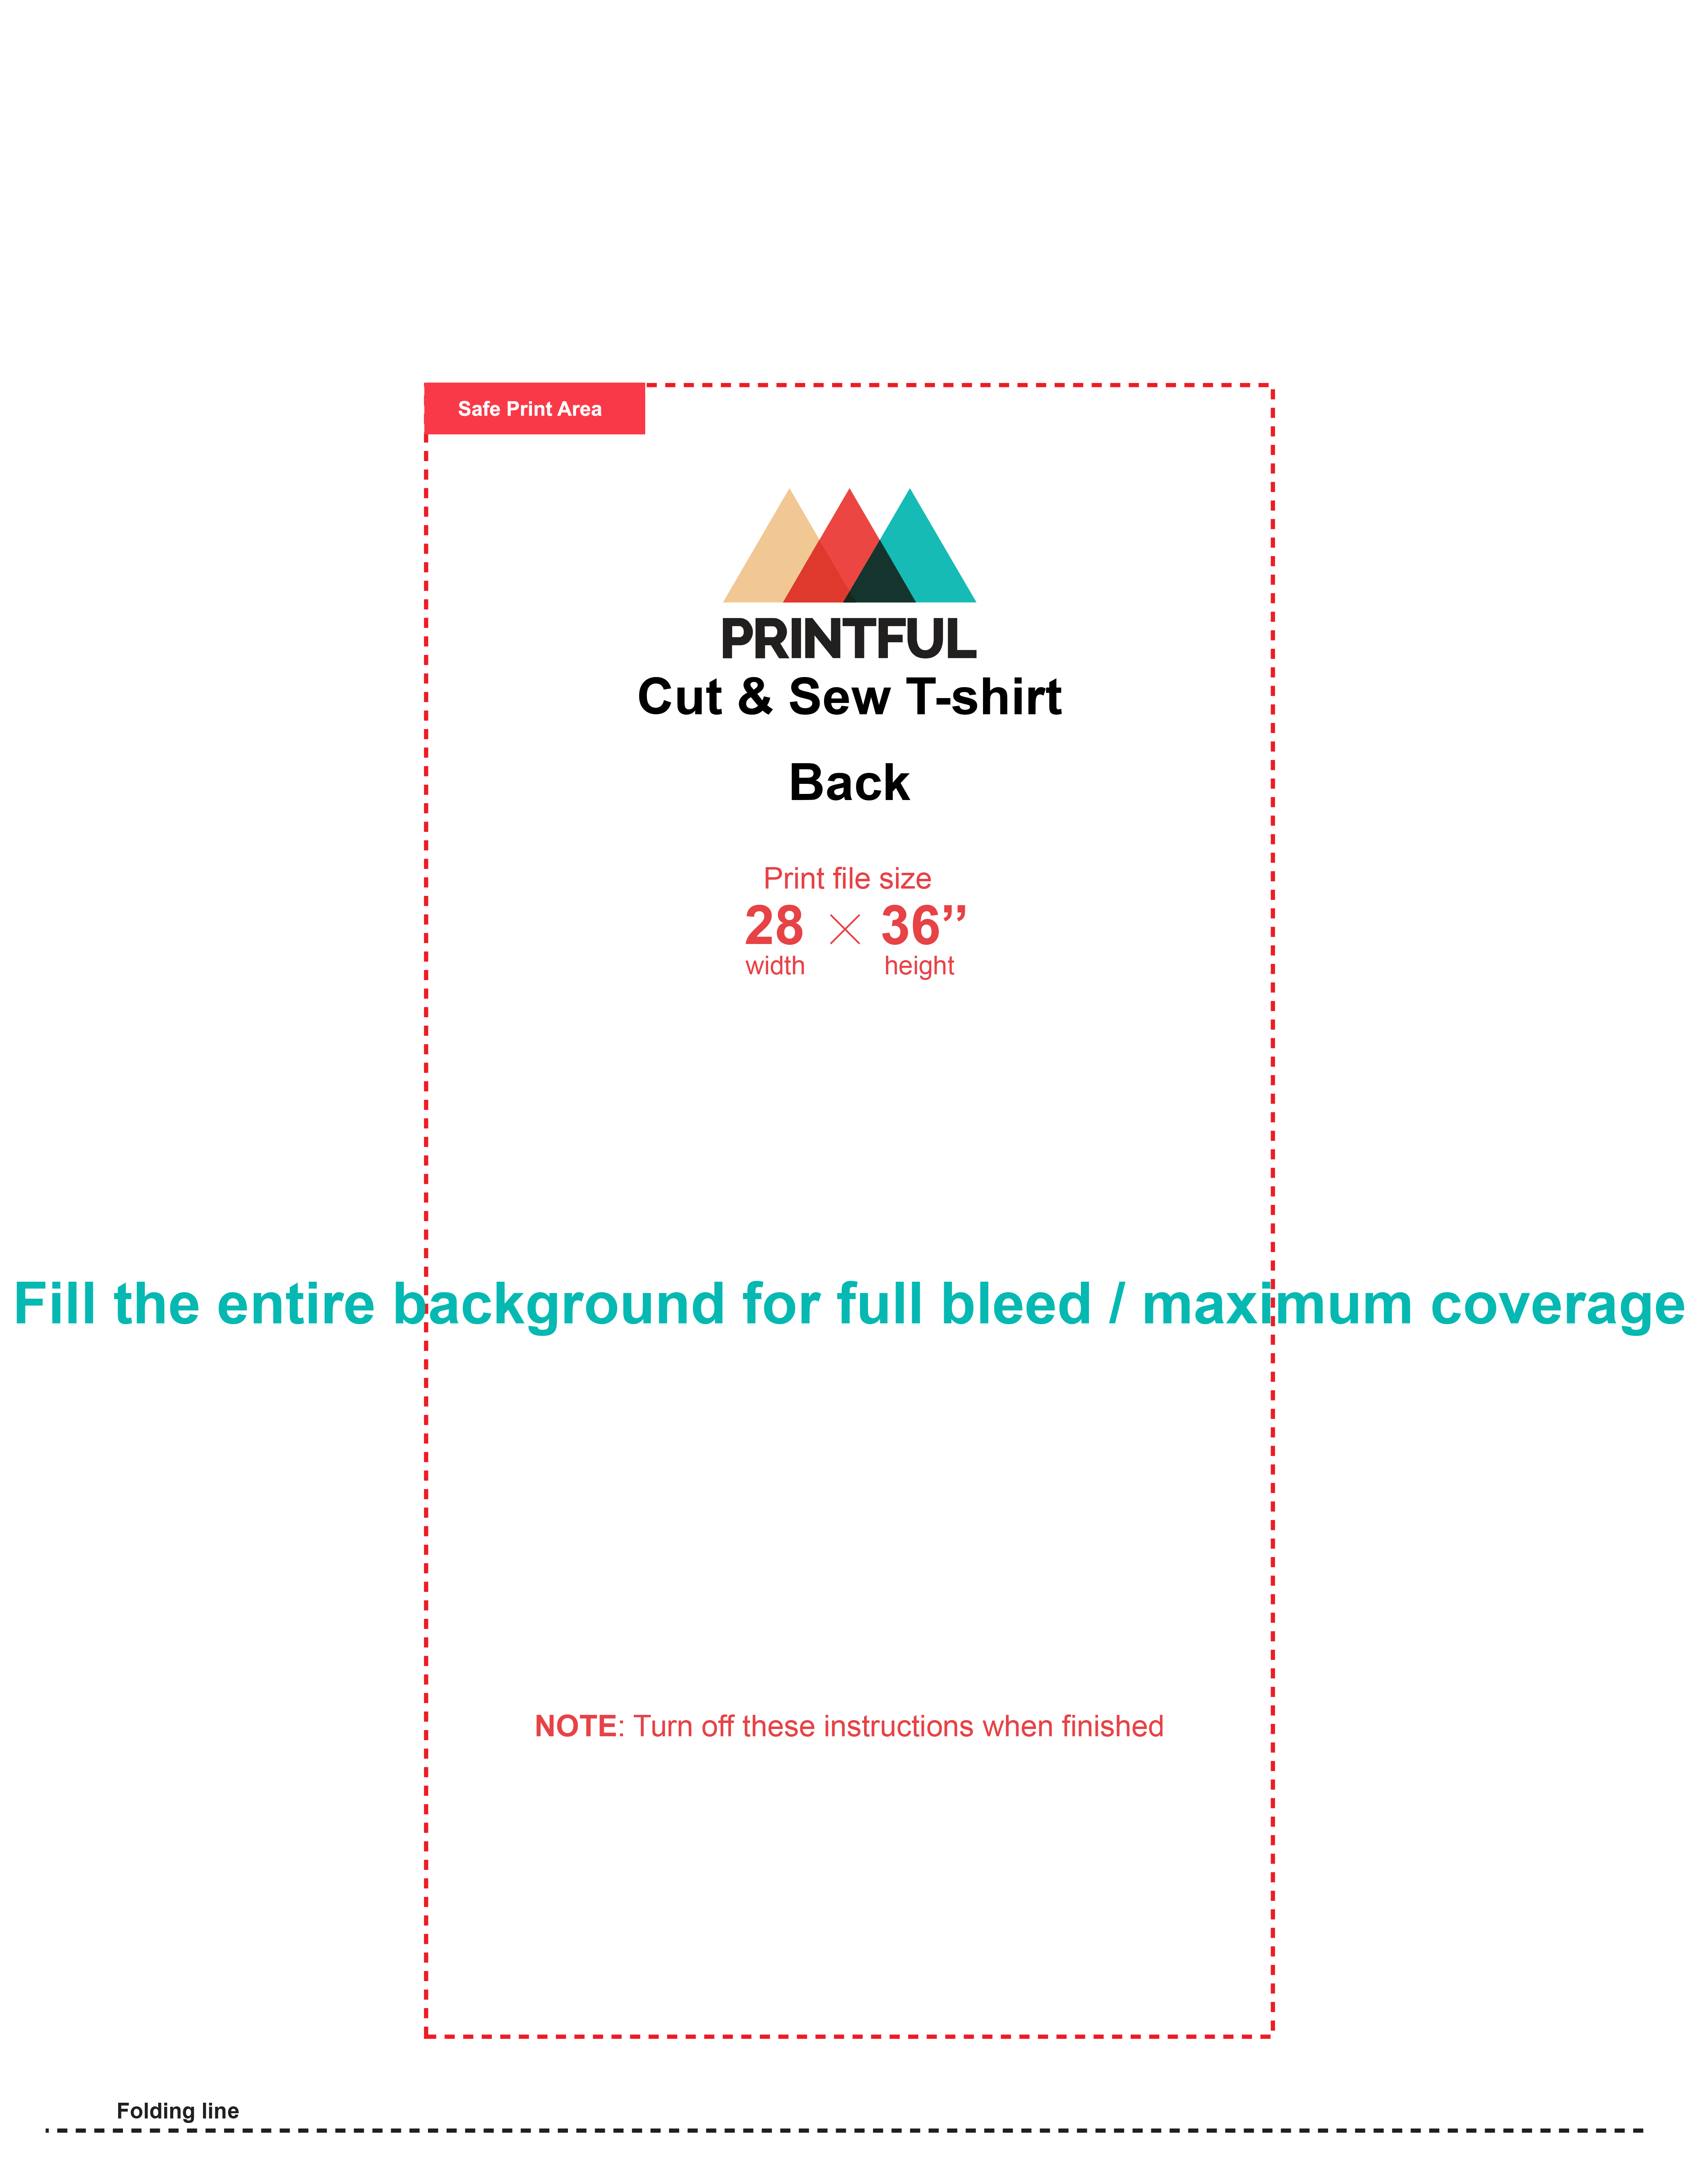 Safe Print Area
PRINTFUL
Cut & Sew T-shirt
Back
Print file size
28 × 36’’
width height
Fill the entire background for full bleed / maximum coverage
NOTE: Turn off these instructions when finished
Folding line